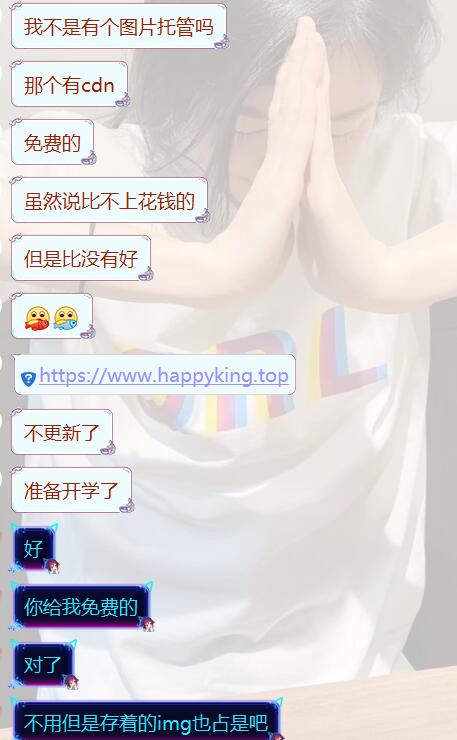 我不是有个图片托管吗
那个有cdn
免费的
虽然说比不上花钱的
但是比没有好
https://www.happyking.top
不更新了
准备开学了
好
你给我免费的
对了
不用但是存着的img也占是吧